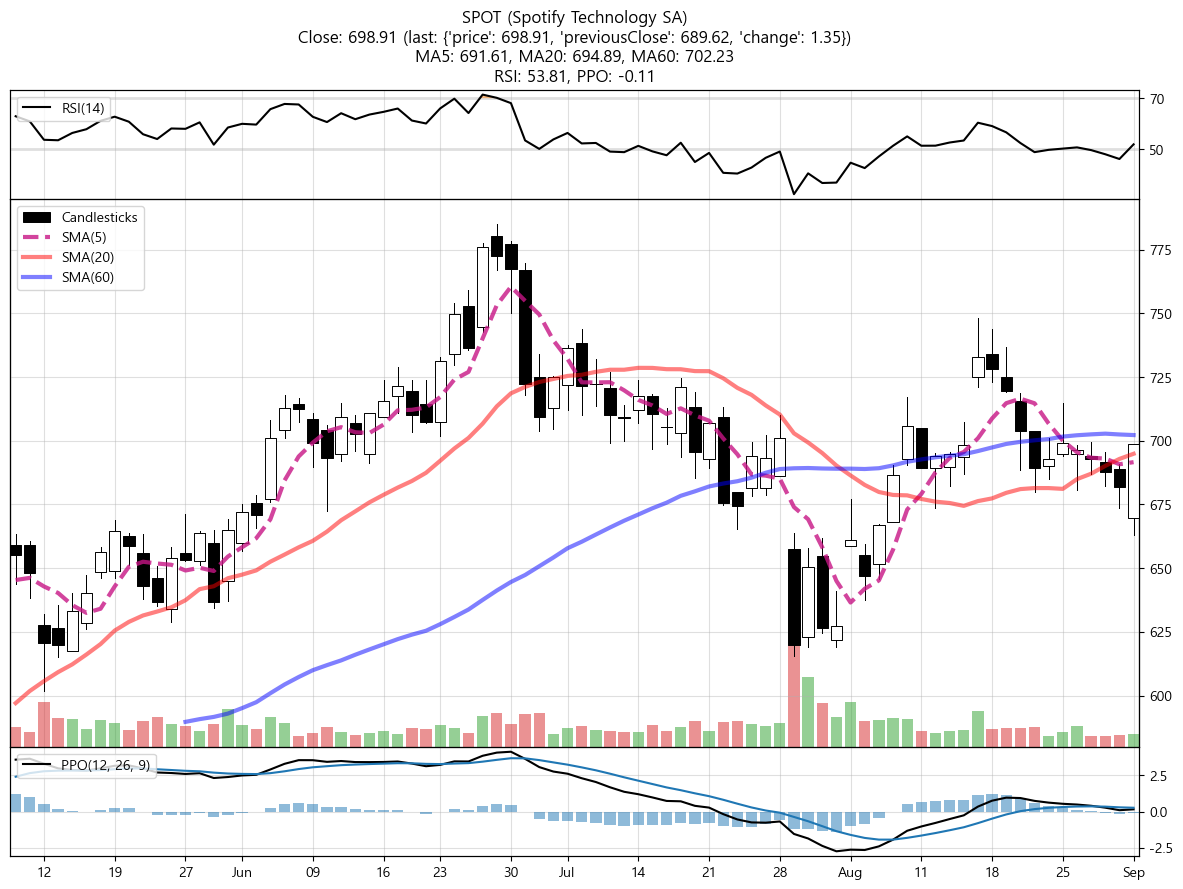 SPOT (Spotify Technology SA)
Close: 698.91 (last: {'price': 698.91, 'previousClose': 689.62, 'change': 1.35})
MA5: 691.61, MA20: 694.89, MA60: 702.23
RSI: 53.81, PPO: -0.11
RSI(14)
70
50
Candlesticks
SMA(5)
SMA(20)
SMA(60)
775
750
725
700
675
650
625
600
PPO(12, 26, 9)
2.5
0.0
-2.5
12 19 27 Jun 09 16 23 30 Jul 14 21 28 Aug 11 18 25 Sep